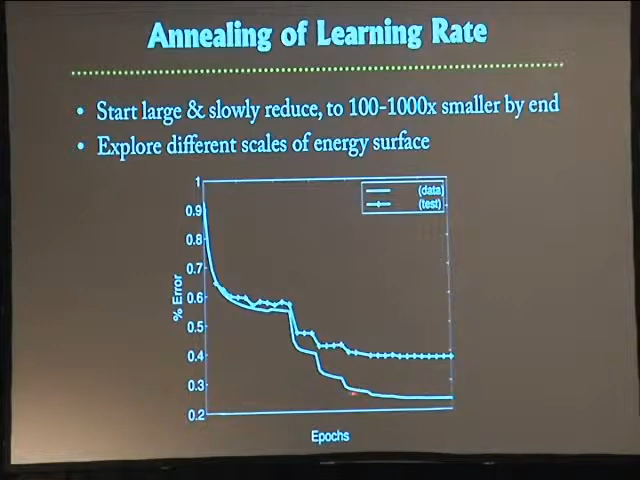 Annealing of Learning Rate
• Start large & slowly reduce, to 100-1000x smaller by end
• Explore different scales of energy surface
1
0.9
0.8
0.7
0.6
0.5
0.4
0.3
0.2
% Error
(data)
(test)
Epochs